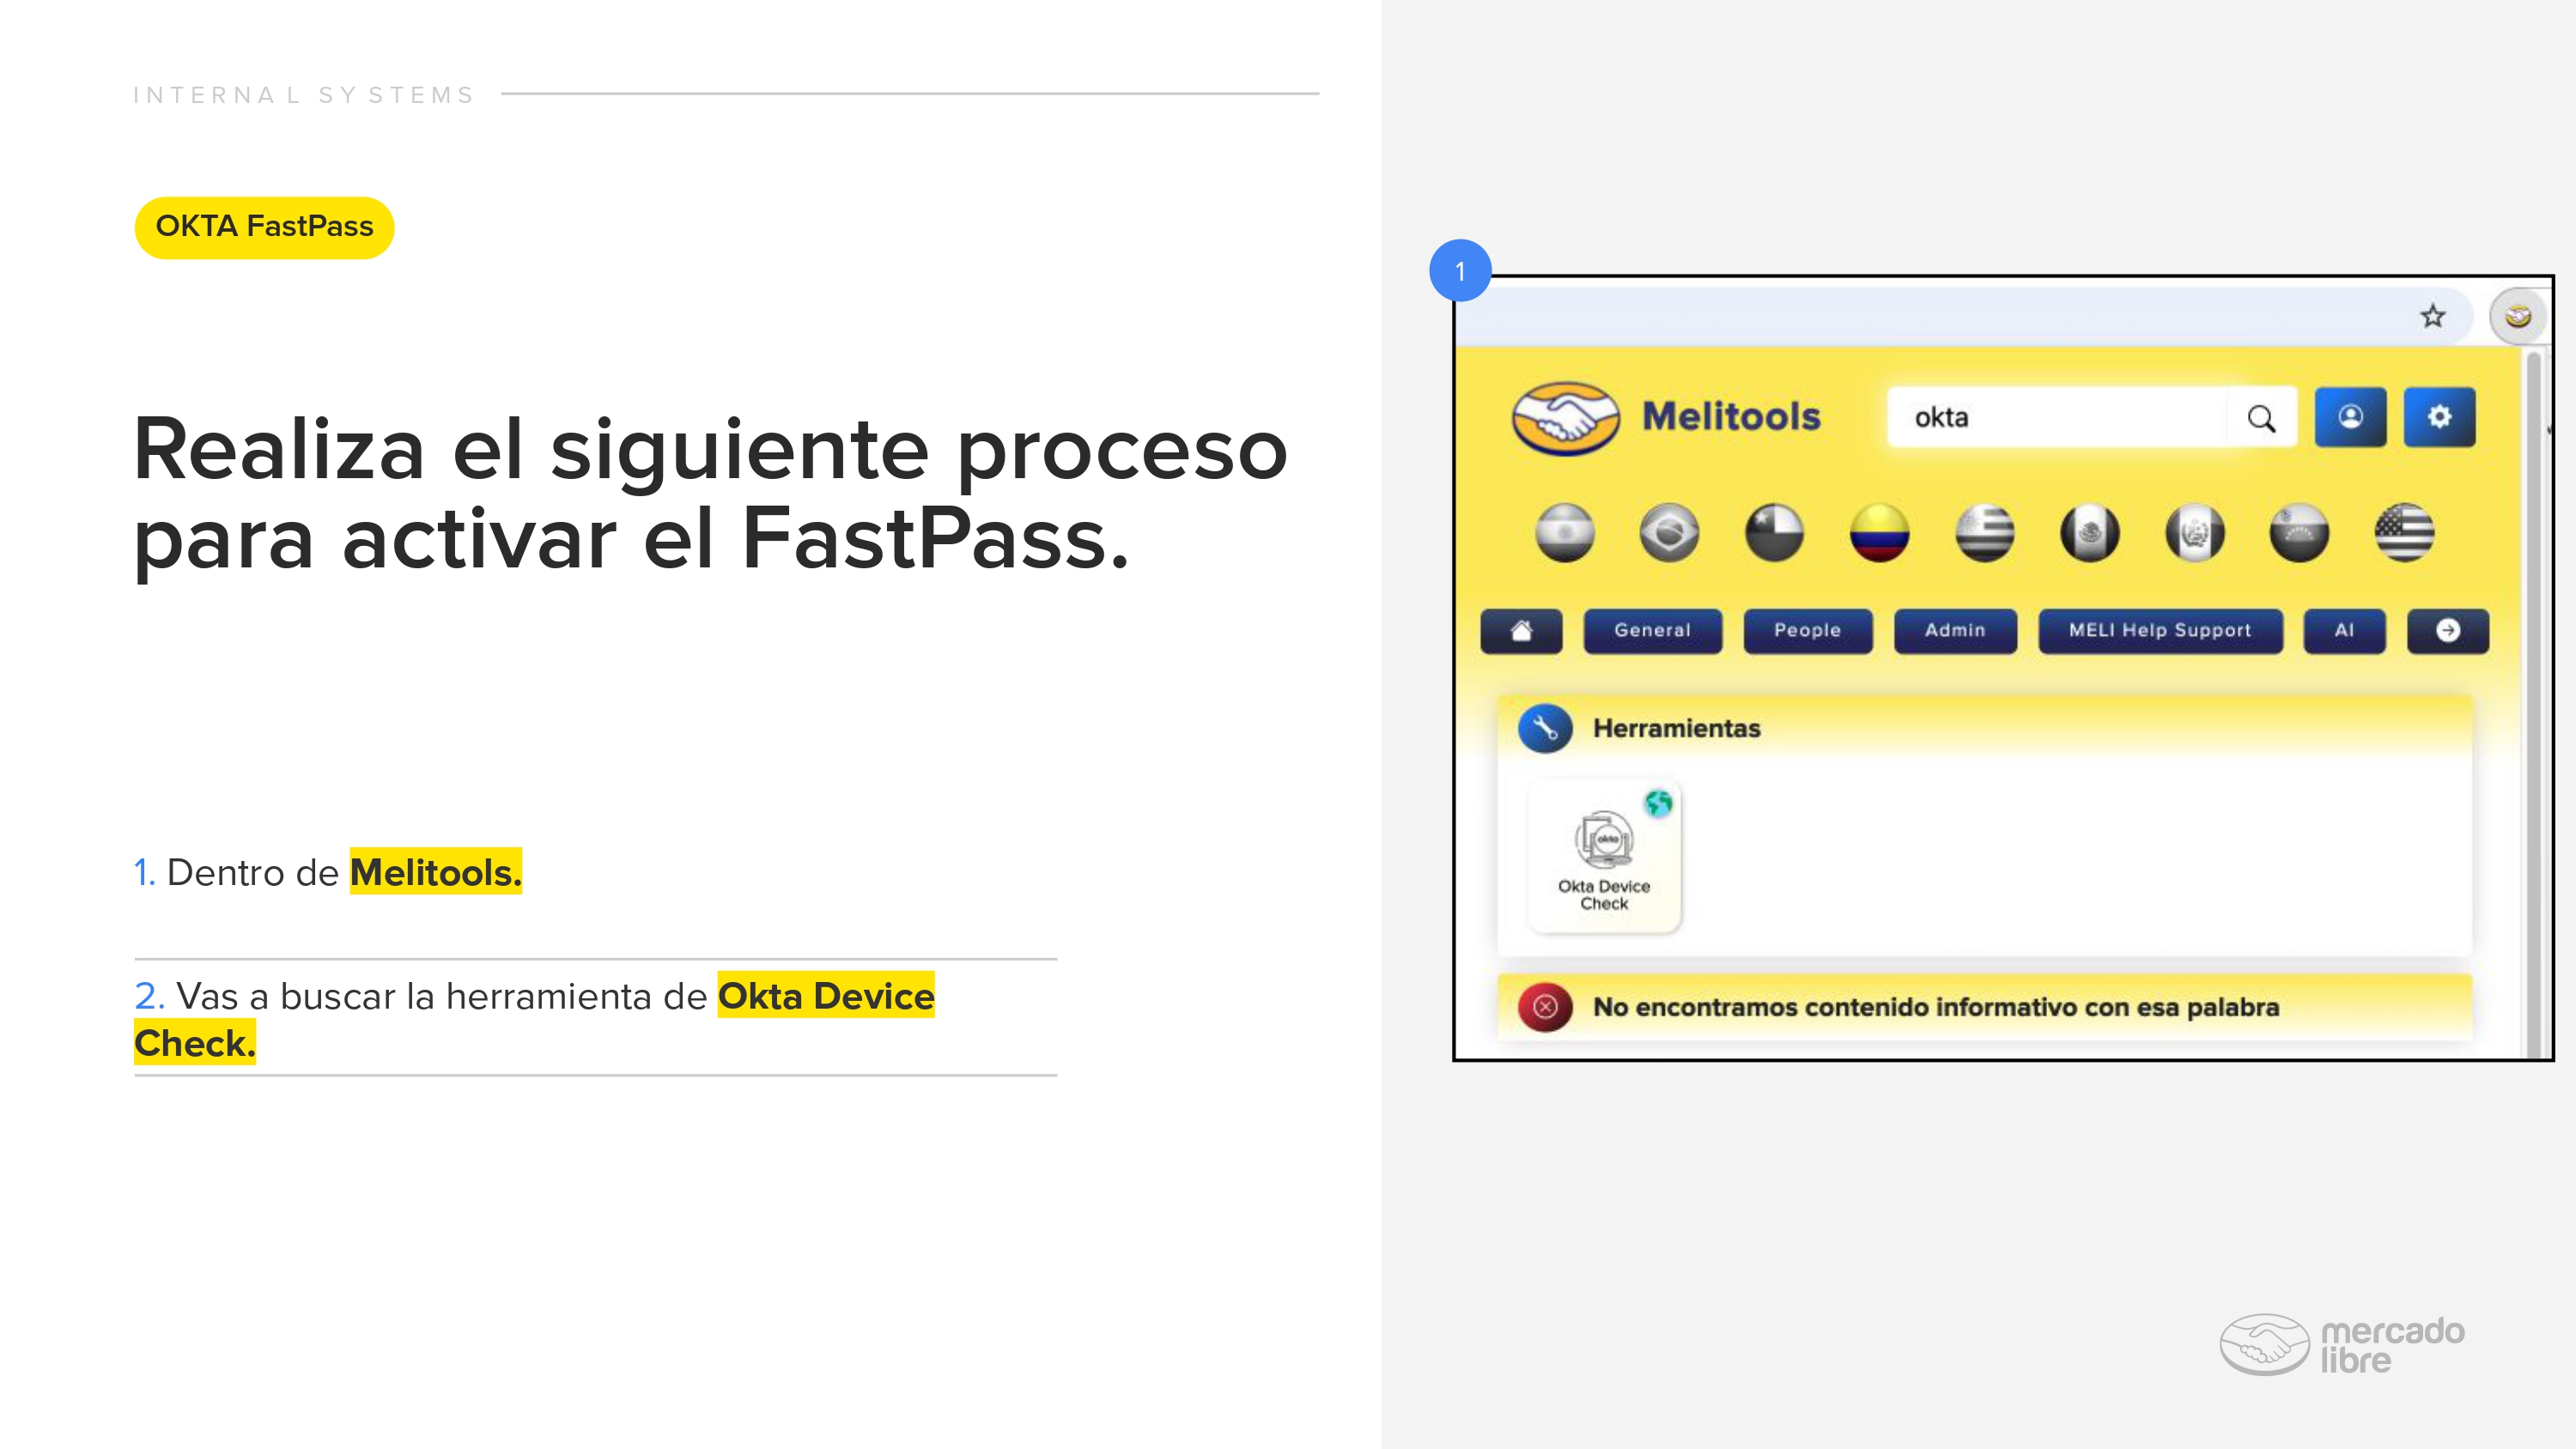 INTERNAL SYSTEMS
OKTA FastPass
Realiza el siguiente proceso
para activar el FastPass.
1. Dentro de Melitools.
2. Vas a buscar la herramienta de Okta Device
Check.
1
Melitools
okta
General
People
Admin
MELI Help Support
AI
Herramientas
okta
Okta Device
Check
No encontramos contenido informativo con esa palabra
mercado
libre